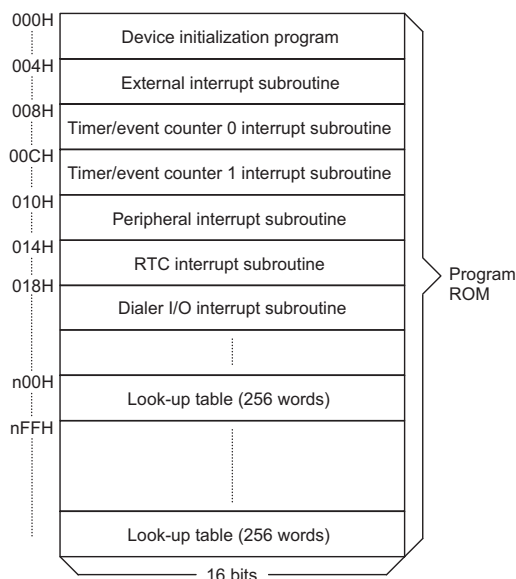 000H
Device initialization program
004H
External interrupt subroutine
008H
Timer/event counter 0 interrupt subroutine
00CH
Timer/event counter 1 interrupt subroutine
010H
Peripheral interrupt subroutine
014H
RTC interrupt subroutine
018H
Dialer I/O interrupt subroutine
Program
ROM
n00H
Look-up table (256 words)
nFFH
Look-up table (256 words)
16 bits